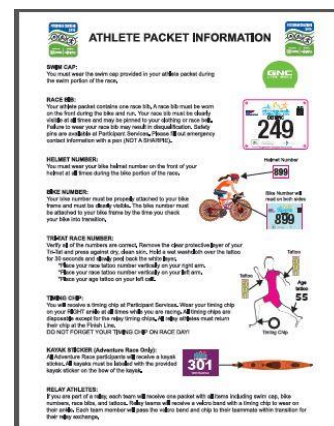 ATHLETE PACKET INFORMATION
SWIM CAP:
You must wear the swim cap provided in your athlete packet during
the swim portion of the race.
GNC
RACE BIB:
Your athlete packet contains one race bib. A race bib must be worn
on the front during the bike and run. Your race bib must be clearly
visible at all times and may be pinned to your clothing or race belt.
Failure to wear your race bib may result in disqualification. Safety
pins are available at Participant Services. Please fill out emergency
contact information with a pen (NOT A SHARPIE).
249
HELMET NUMBER:
You must wear your bike helmet number on the front of your
helmet at all times during the bike portion of the race.
Helmet Number
899
BIKE NUMBER:
Your bike number must be properly attached to your bike
frame and must be clearly visible. The bike number must
be attached to your bike frame by the time you check
your bike into transition.
Bike Number will
read on both sides
899
TRI-TAT RACE NUMBER:
Verify all of the numbers are correct. Remove the clear protective layer of your
Tri-Tat and press against dry, clean skin. Hold a wet washcloth over the tattoo
for 30 seconds and slowly peel back the white layer.
*Place your race tattoo number vertically on your right arm.
*Place your race tattoo number vertically on your left arm.
*Place your age tattoo on your left calf.
Tattoo
Tattoo
Age
tattoo
55
TIMING CHIP:
You will receive a timing chip at Participant Services. Wear your timing chip
on your RIGHT ankle at all times while you are racing. All timing chips are
disposable except for the relay timing chips. All relay athletes must return
their chip at the Finish Line.
DO NOT FORGET YOUR TIMING CHIP ON RACE DAY!
Timing Chip
KAYAK STICKER (Adventure Race Only):
All Adventure Race participants will receive a kayak
sticker. All kayaks must be labeled with the provided
kayak sticker on the bow of the kayak.
301
RELAY ATHLETES:
If you are part of a relay, each team will receive one packet with all items including swim cap, bike
numbers, race bibs, and tattoos. Relay teams will receive a velcro band with a timing chip to wear on
their ankle. Each team member will pass the velcro band and chip to their teammate within transition for
their relay exchange.